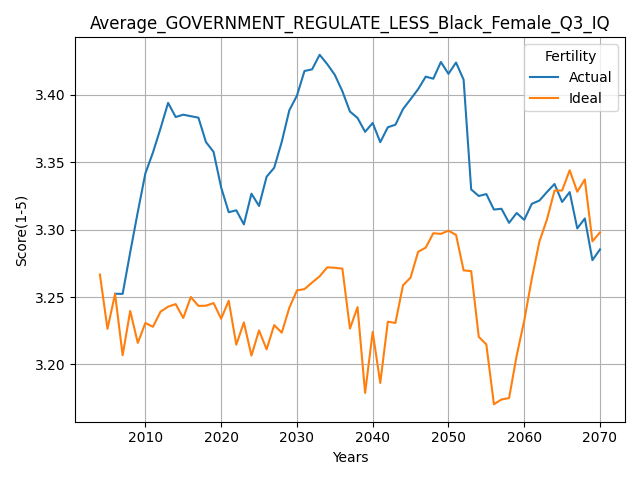 Average_GOVERNMENT_REGULATE_LESS_Black_Female_Q3_IQ
Fertility
Actual
Ideal
Score(1-5)
3.40
3.35
3.30
3.25
3.20
2010
2020
2030
2040
2050
2060
2070
Years